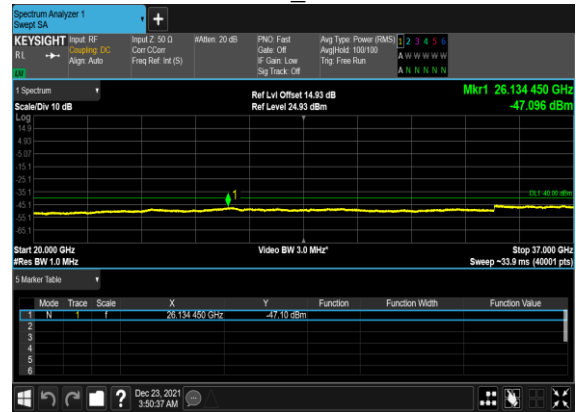 Spectrum Analyzer 1
Swept SA
KEYSIGHT Input: RF Input Z: 50 Ω #Atten: 20 dB PNO: Fast Avg Type: Power (RMS) 1 2 3 4 5 6
RL Coupling: DC Corr CCorr Gate: Off Avg|Hold: 100/100 A W W W W W
Align: Auto Freq Ref: Int (S) IF Gain: Low Trig: Free Run
Sig Track: Off A N N N N N
1 Spectrum Ref Lvl Offset 14.93 dB Mkr1 26.134 450 GHz
Scale/Div 10 dB Ref Level 24.93 dBm -47.096 dBm
Log
14.9
4.93
-5.07
-15.1
-25.1
-35.1 1 DL1 -40.00 dBm
-45.1
-55.1
-65.1
Start 20.000 GHz Video BW 3.0 MHz* Stop 37.000 GHz
#Res BW 1.0 MHz Sweep ~33.9 ms (40001 pts)
5 Marker Table
Mode Trace Scale X Y Function Function Width Function Value
1 N 1 f 26.134 450 GHz -47.10 dBm
2
3
4
5
6
Dec 23, 2021
3:50:37 AM